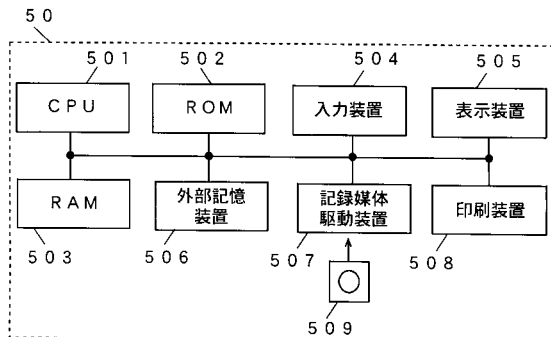 ５０
５０１
５０２
５０４
５０５
ＣＰＵ
ＲＯＭ
入力装置
表示装置
ＲＡＭ
外部記憶
装置
記録媒体
駆動装置
印刷装置
５０３
５０６
５０７
５０８
５０９